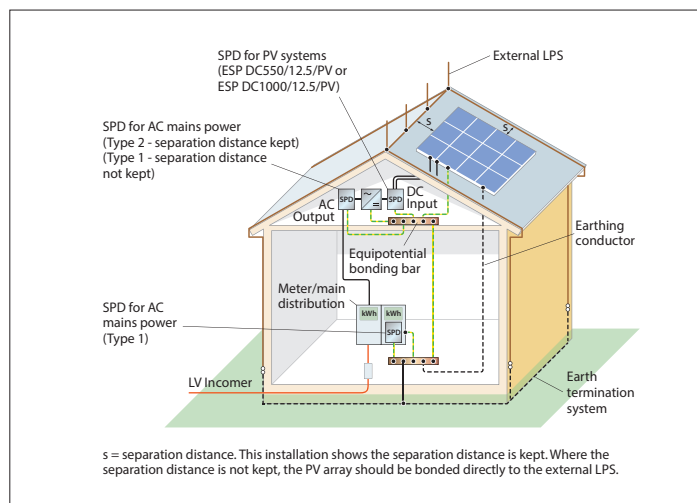 SPD for PV systems
(ESP DC550/12.5/PV or
ESP DC1000/12.5/PV)
External LPS
SPD for AC mains power
(Type 2 - separation distance kept)
(Type 1 - separation distance
not kept)
s
s
SPD
SPD
AC
Output
DC
Input
Equipotential
bonding bar
Earthing
conductor
Meter/main
distribution
kWh
kWh
SPD for AC
mains power
(Type 1)
SPD
LV Incomer
Earth
termination
system
s = separation distance. This installation shows the separation distance is kept. Where the
separation distance is not kept, the PV array should be bonded directly to the external LPS.